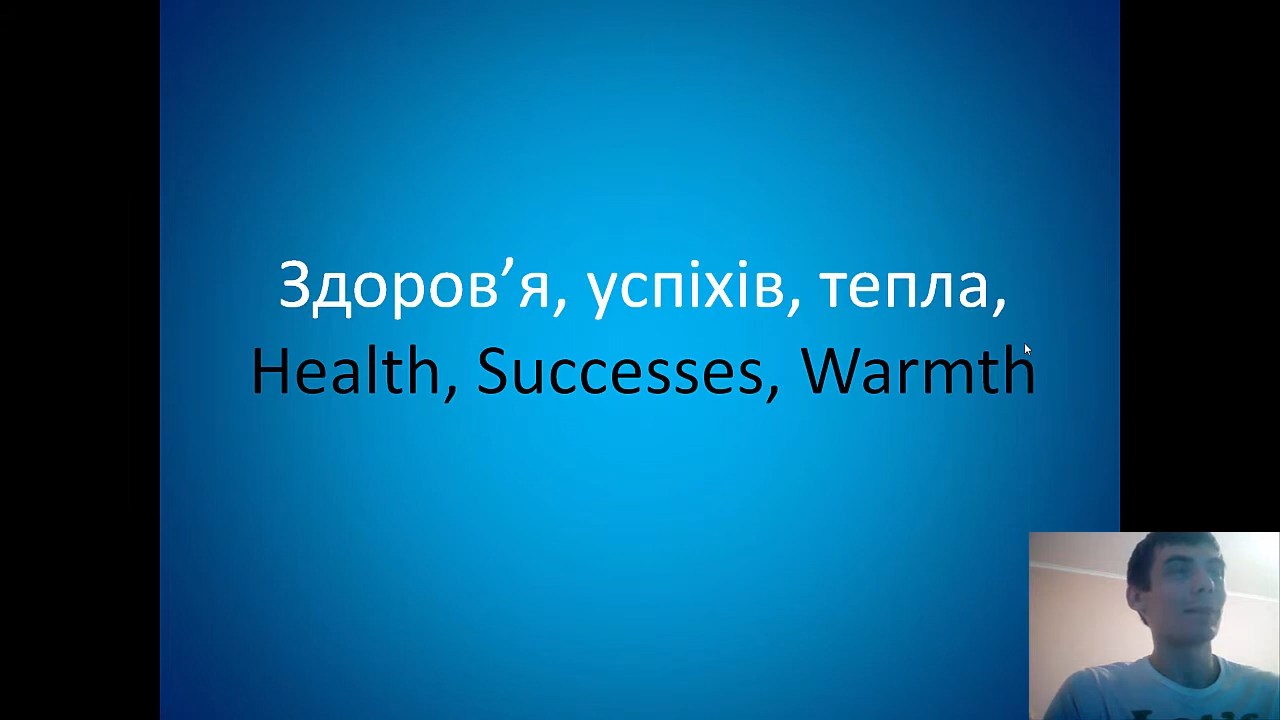 Здоров’я, успіхів, тепла,
Health, Successes, Warmth